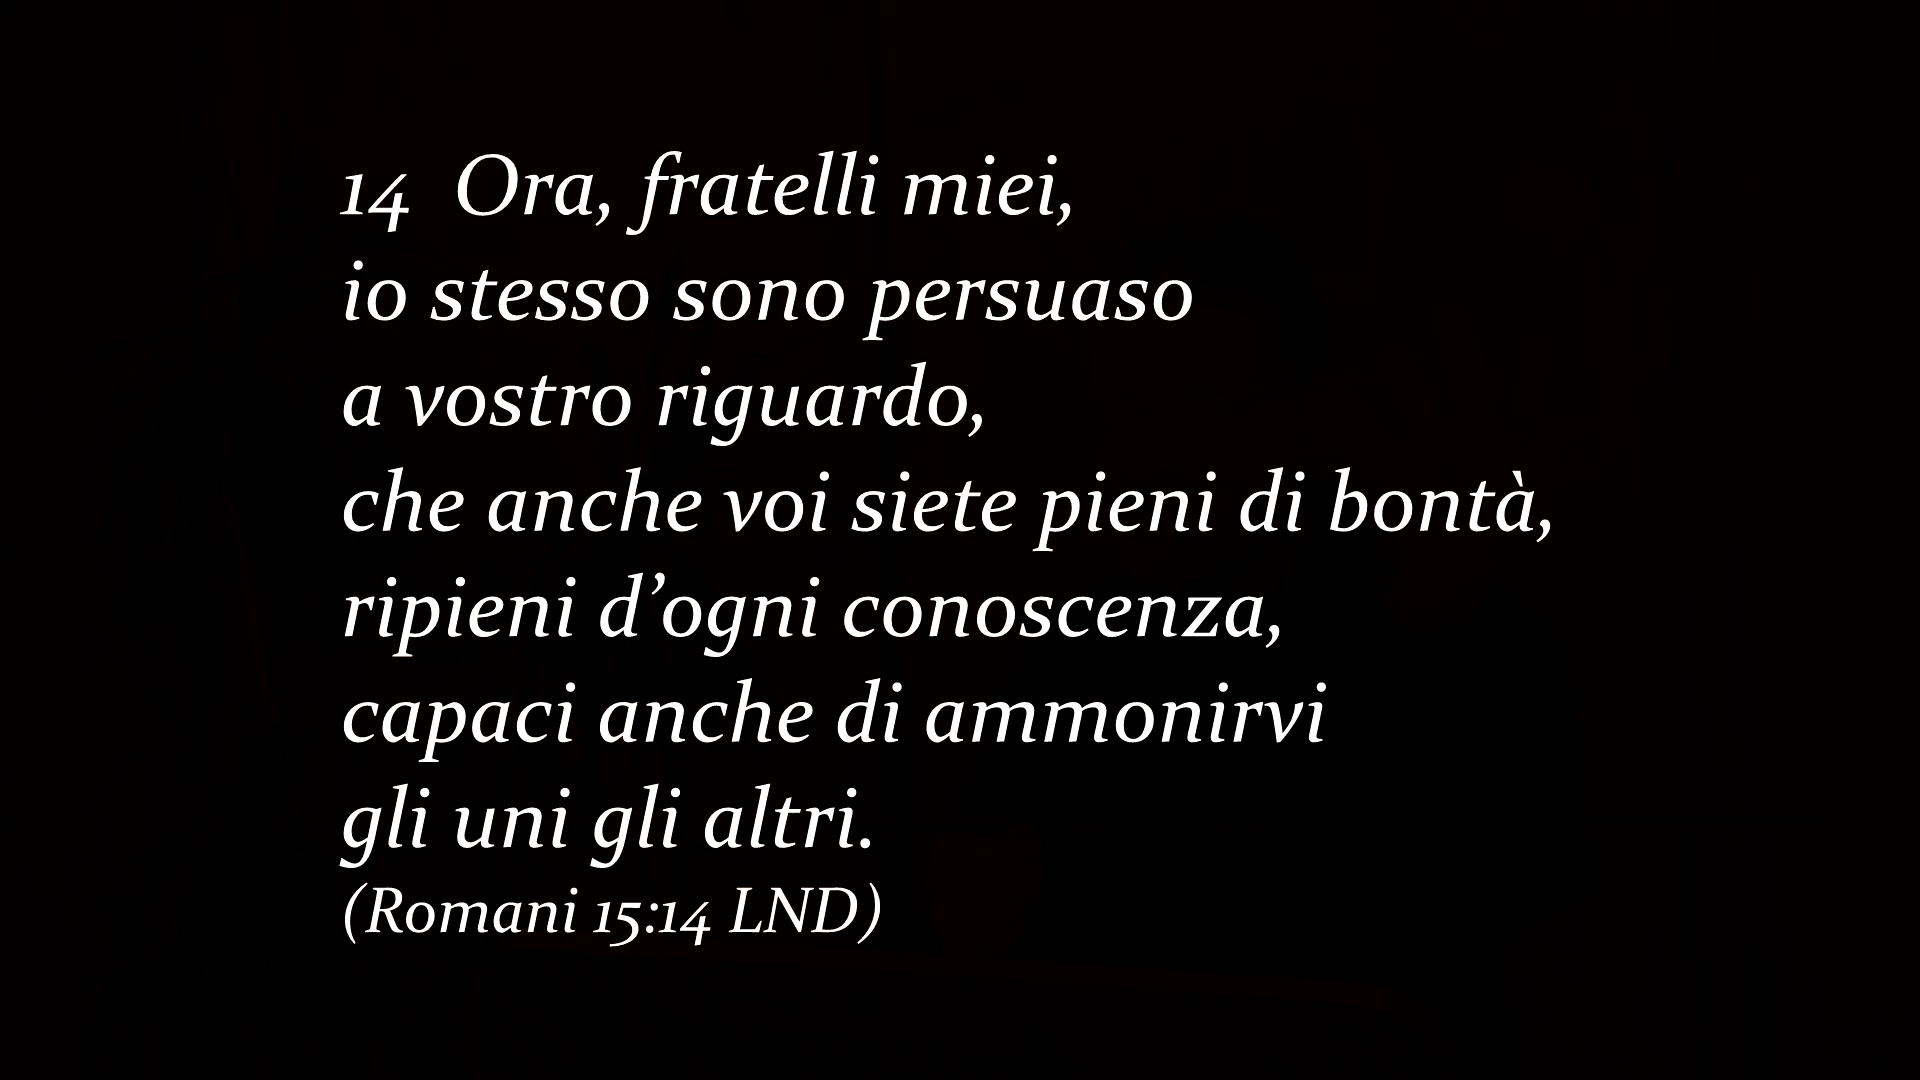 14  Ora, fratelli miei,
io stesso sono persuaso
a vostro riguardo,
che anche voi siete pieni di bontà,
ripieni d’ogni conoscenza,
capaci anche di ammonirvi
gli uni gli altri.
(Romani 15:14 LND)